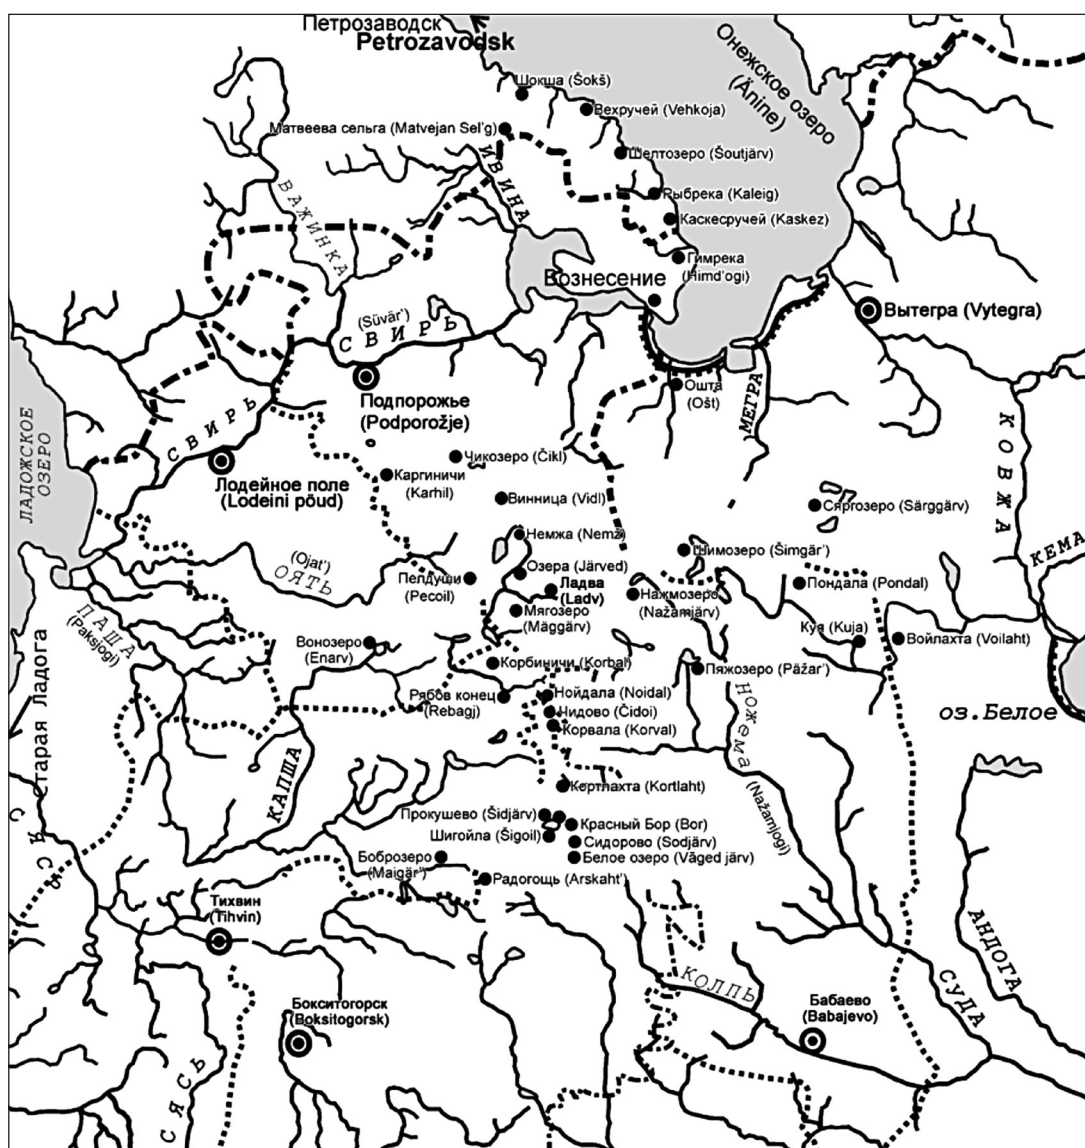 Петрозаводск
Petrozavodsk
Онежское озеро
(Änine)
Шокша (Šokš)
Вехручей (Vehkoja)
Матвеева сельга (Matvejan Sel'g)
ИВИНА
Шелтозеро (Šoutjärv)
ВАЖИНКА
Рыбрека (Kaleig)
Каскесручей (Kaskez)
Гимрека
(Himd'ogi)
Вознесение
Вытегра (Vytegra)
(Süvär')
СВИРЬ
Подпорожье
(Podporožje)
Ошта
(Ošt)
МЕГРА
ЛАДОЖСКОЕ
ОЗЕРО
СВИРЬ
КОВЖА
Чикозеро (Čikl)
Лодейное поле
(Lodeini pöud)
Каргиничи
(Karhil)
Винница (Vidl)
Сяргозеро (Särggärv)
Немжа (Nemž)
КЕМА
Шимозеро (Šimgär')
(Ojat')
ОЯТЬ
Озера (Järved)
Пелдуши
(Pecoil)
Ладва
(Ladv)
Нажмозеро
(Nažamjärv)
Пондала (Pondal)
ПАША
(Paksjogi)
Мягозеро
(Mäggärv)
Куя (Kuja)
Войлахта (Voilaht)
Вонозеро
(Enarv)
Корбиничи (Korbal)
Пяжозеро (Päžar')
Старая Ладога
Рябов конец
(Rebagj)
Нойдала (Noidal)
Нидово (Čidoi)
Корвала (Korval)
Ножема
(Nažamjogi)
оз.Белое
КАПША
Кортлахта (Kortlaht)
Прокушево (Šidjärv)
Красный Бор (Bor)
Шигойла (Šigoil)
Сидорово (Sodjärv)
Белое озеро (Väged järv)
Боброзеро
(Maigär')
Радогощь (Arskaht')
Тихвин
(Tihvin)
АНДОГА
КОЛПЬ
СУДА
Бокситогорск
(Boksitogorsk)
Бабаево
(Babajevo)
СЯСЬ